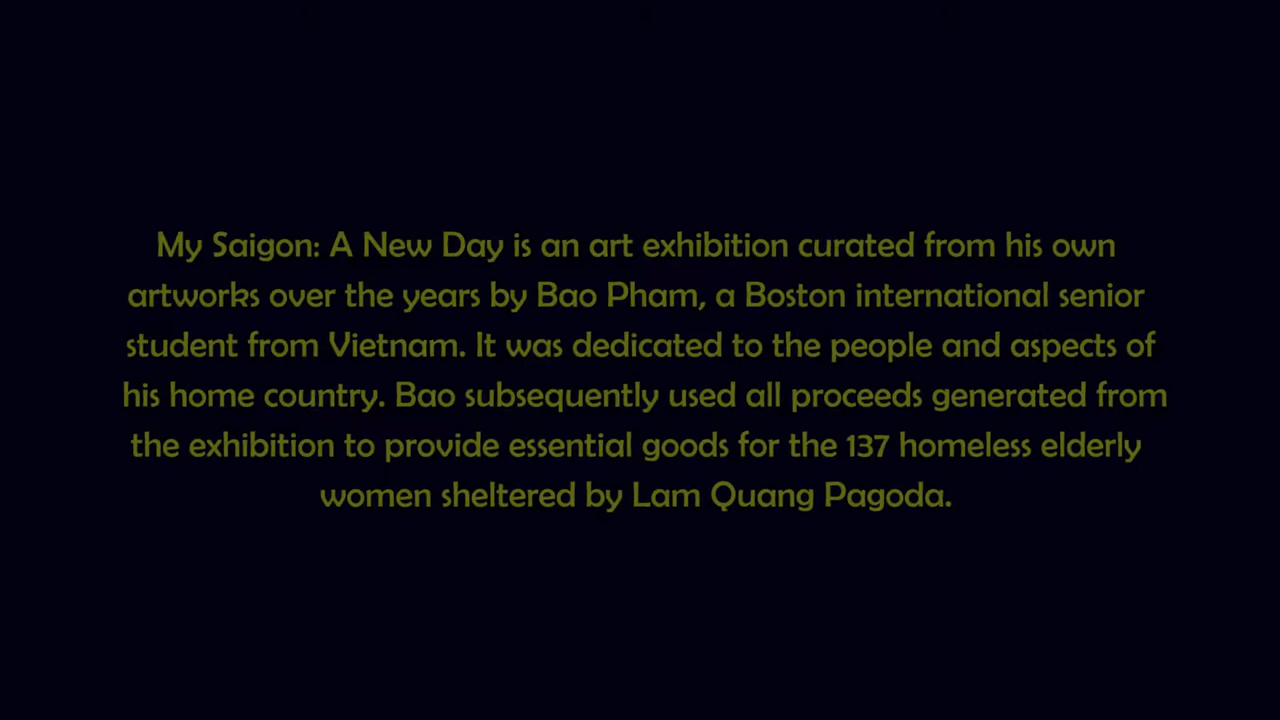 My Saigon: A New Day is an art exhibition curated from his own
artworks over the years by Bao Pham, a Boston international senior
student from Vietnam. It was dedicated to the people and aspects of
his home country. Bao subsequently used all proceeds generated from
the exhibition to provide essential goods for the 137 homeless elderly
women sheltered by Lam Quang Pagoda.